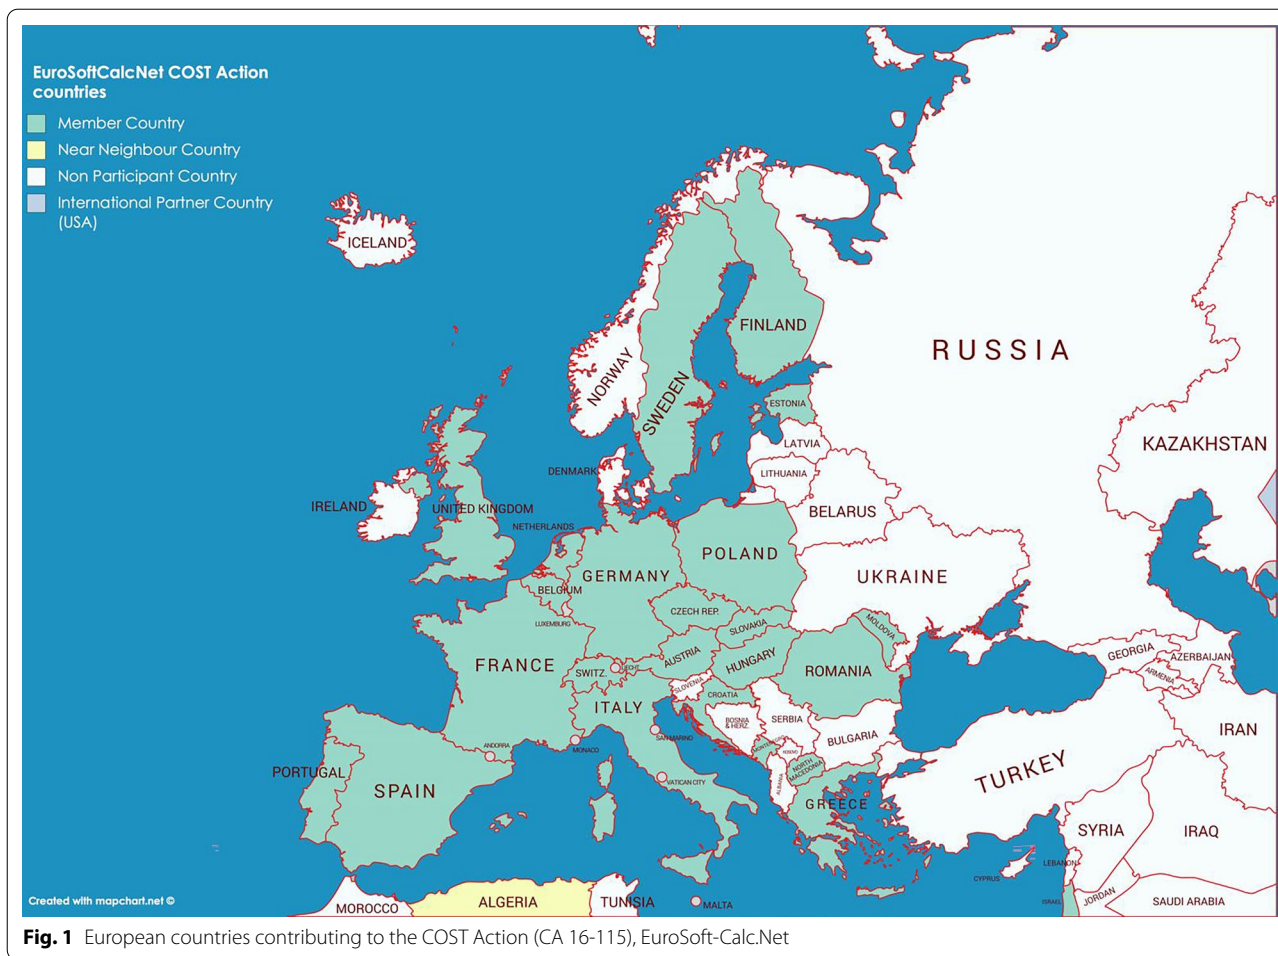 EuroSoftCalcNet COST Action
countries
Member Country
Near Neighbour Country
Non Participant Country
International Partner Country
(USA)
ICELAND
NORWAY
SWEDEN
FINLAND
RUSSIA
ESTONIA
LATVIA
LITHUANIA
DENMARK
KAZAKHSTAN
IRELAND
UNITED KINGDOM
NETHERLANDS
BELARUS
POLAND
GERMANY
UKRAINE
BELGIUM
LUXEMBURG
CZECH REP.
SLOVAKIA
MOLDOVA
FRANCE
SWITZ.
LIECHT.
AUSTRIA
HUNGARY
ROMANIA
GEORGIA
AZERBAIJAN
ARMENIA
SLOVENIA
CROATIA
ITALY
BOSNIA
& HERZ.
SERBIA
BULGARIA
SAN MARINO
MONACO
ANDORRA
MONTENEGRO
KOSOVO
NORTH
MACEDONIA
ALBANIA
VATICAN CITY
PORTUGAL
SPAIN
GREECE
TURKEY
IRAN
SYRIA
IRAQ
LEBANON
CYPRUS
ISRAEL
JORDAN
SAUDI ARABIA
MOROCCO
ALGERIA
TUNISIA
MALTA
Created with mapchart.net ©
Fig. 1 European countries contributing to the COST Action (CA 16-115), EuroSoft-Calc.Net